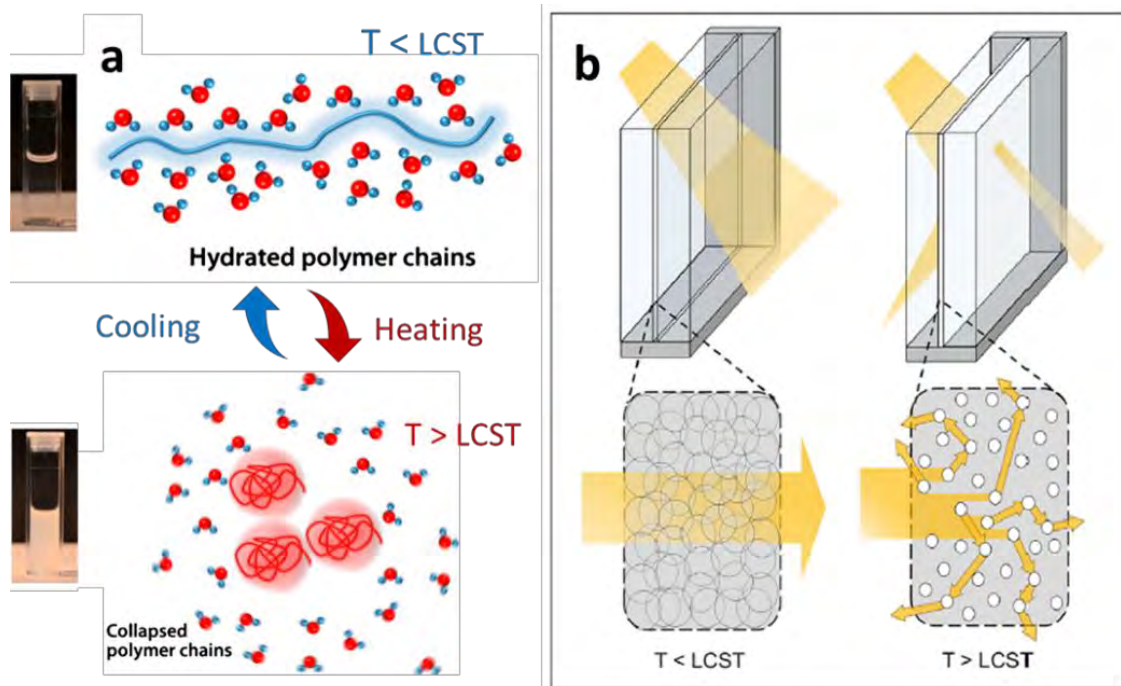 a
T < LCST
Hydrated polymer chains
Cooling
Heating
T > LCST
Collapsed
polymer chains
b
T < LCST
T > LCST